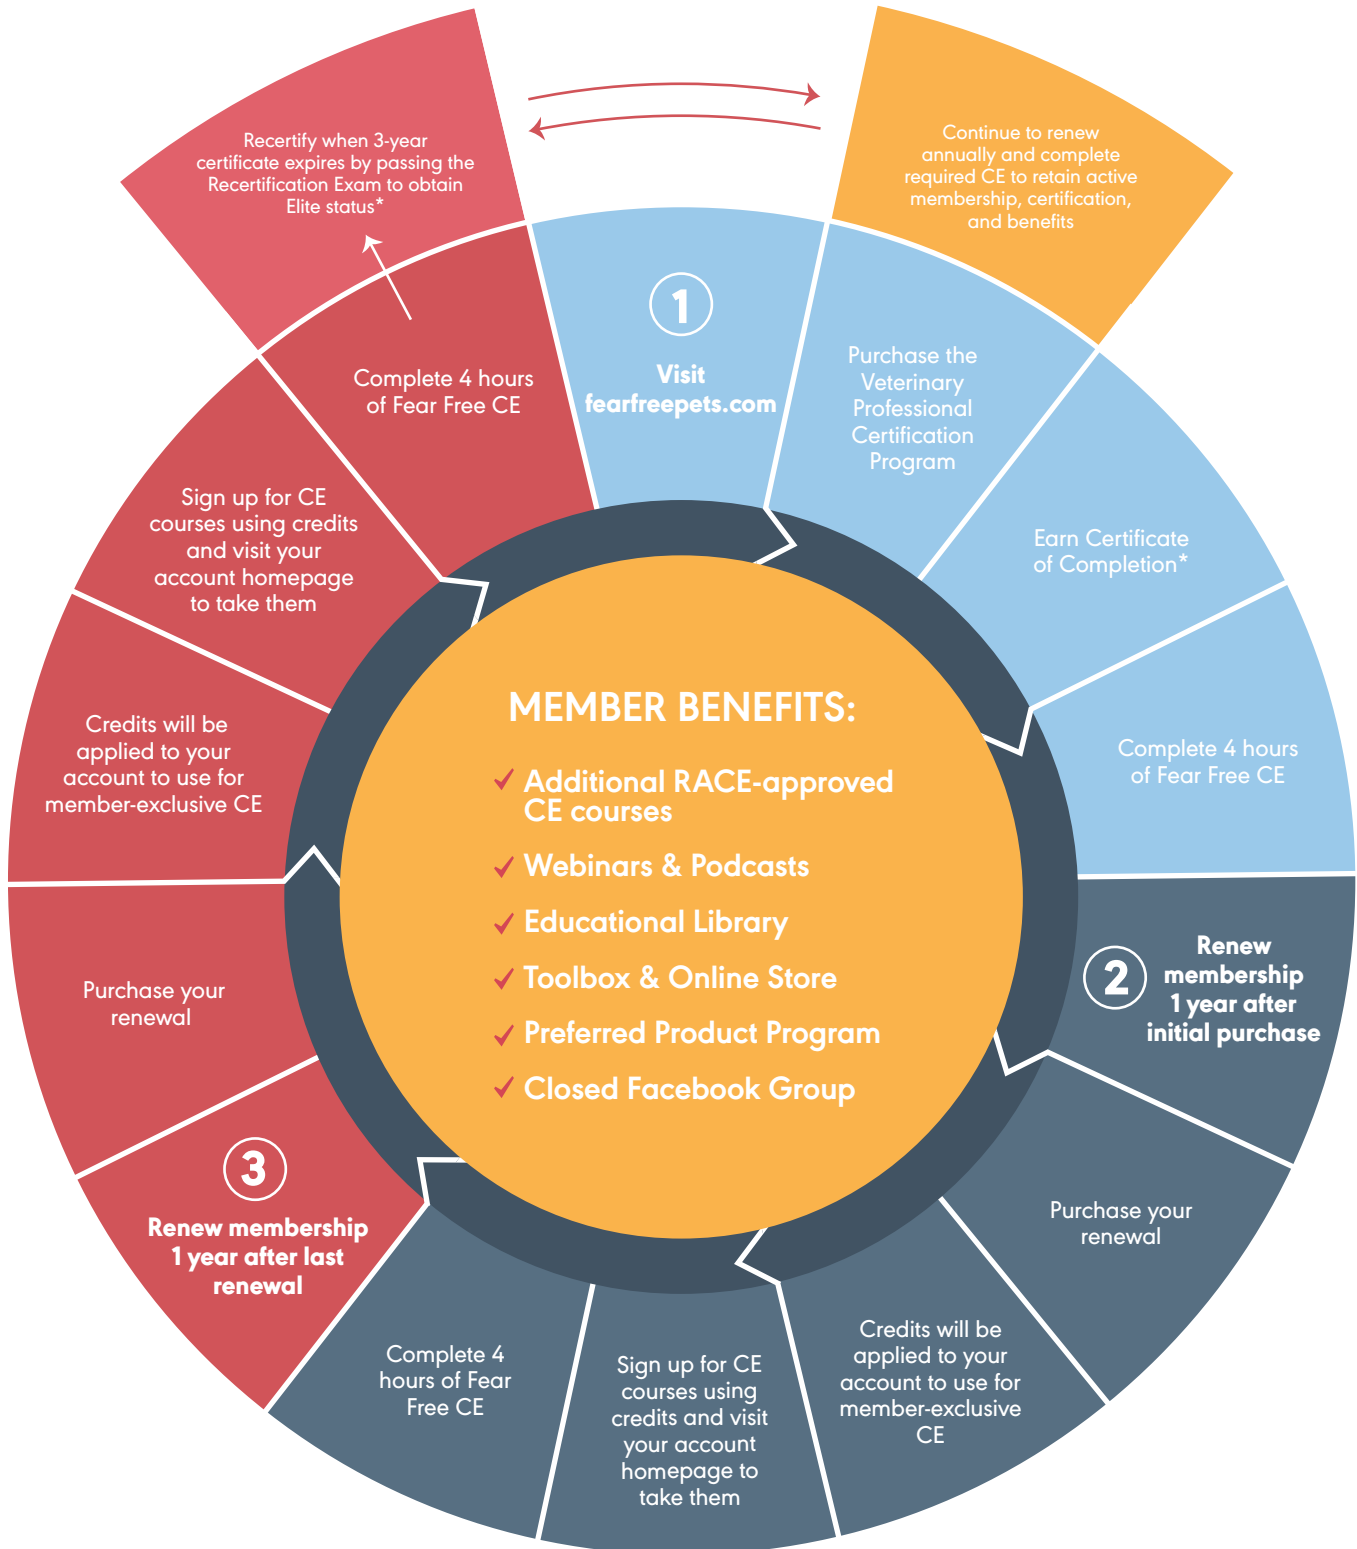 Recertify when 3-year
certificate expires by passing the
Recertification Exam to obtain
Elite status*
Continue to renew
annually and complete
required CE to retain active
membership, certification,
and benefits
1
Visit
fearfreepets.com
Purchase the
Veterinary
Professional
Certification
Program
Earn Certificate
of Completion*
Complete 4 hours
of Fear Free CE
2
Renew
membership
1 year after
initial purchase
Purchase your
renewal
Credits will be
applied to your
account to use for
member-exclusive
CE
Sign up for CE
courses using
credits and visit
your account
homepage to
take them
Complete 4
hours of Fear
Free CE
3
Renew membership
1 year after last
renewal
Purchase your
renewal
Credits will be
applied to your
account to use for
member-exclusive CE
Sign up for CE
courses using credits
and visit your
account homepage
to take them
Complete 4 hours
of Fear Free CE
MEMBER BENEFITS:
Additional RACE-approved
CE courses
Webinars & Podcasts
Educational Library
Toolbox & Online Store
Preferred Product Program
Closed Facebook Group